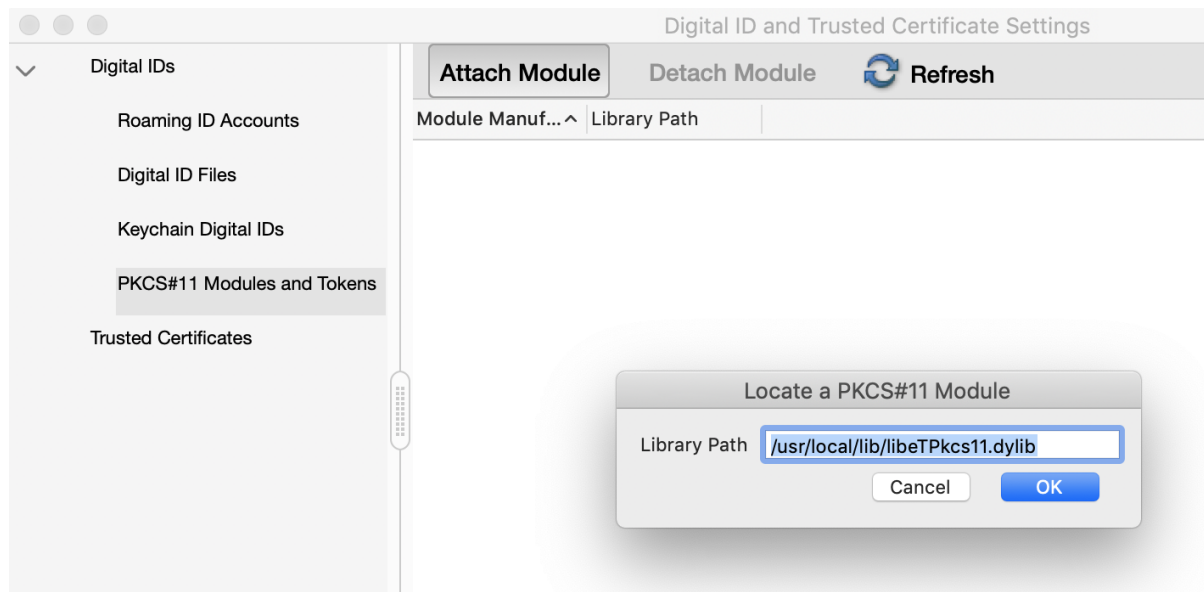 Digital ID and Trusted Certificate Settings
Digital IDs
Roaming ID Accounts
Digital ID Files
Keychain Digital IDs
PKCS#11 Modules and Tokens
Trusted Certificates
Attach Module Detach Module Refresh
Module Manuf... Library Path
Locate a PKCS#11 Module
Library Path /usr/local/lib/libeTPkcs11.dylib
Cancel OK